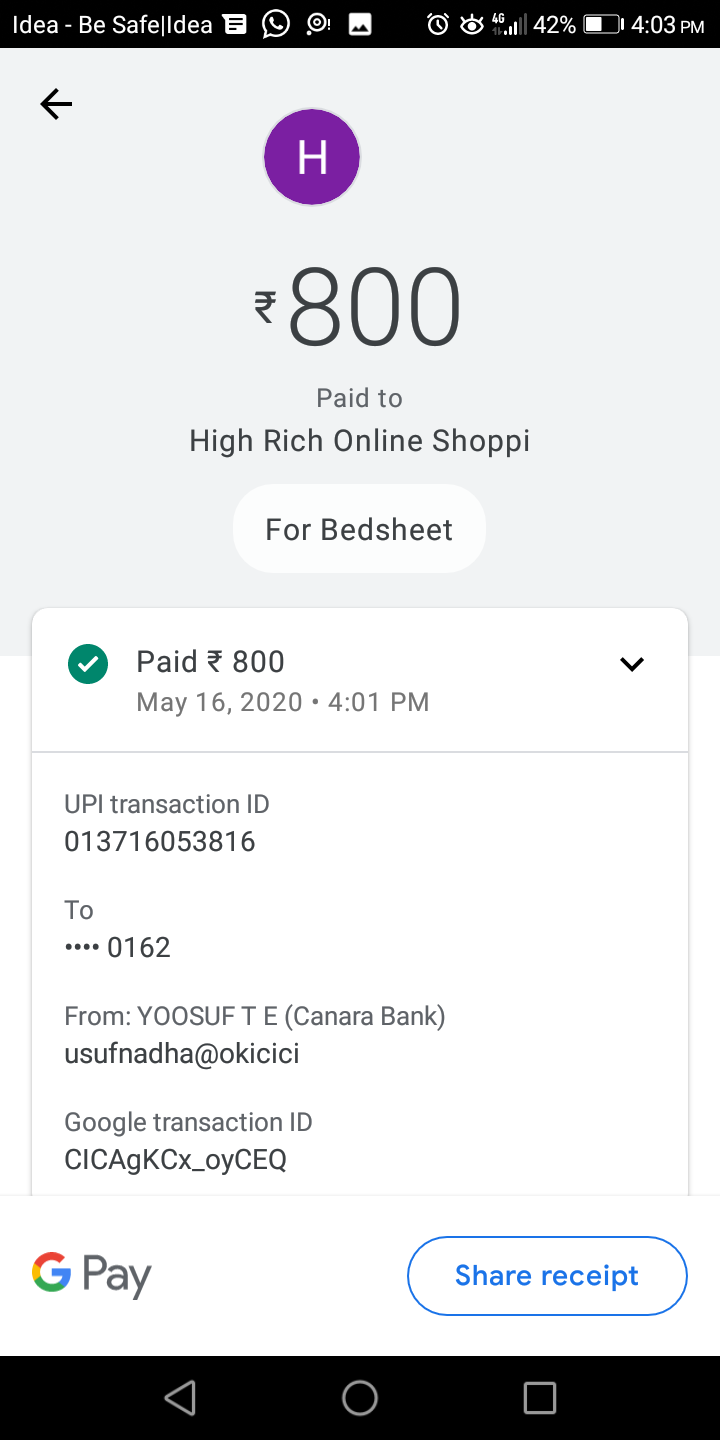 Idea - Be Safe|Idea 4G 42% 4:03 PM
H
₹800
Paid to
High Rich Online Shoppi
For Bedsheet
Paid ₹ 800
May 16, 2020 • 4:01 PM
UPI transaction ID
013716053816
To
•••• 0162
From: YOOSUF T E (Canara Bank)
usufnadha@okicici
Google transaction ID
CICAgKCx_oyCEQ
G Pay
Share receipt